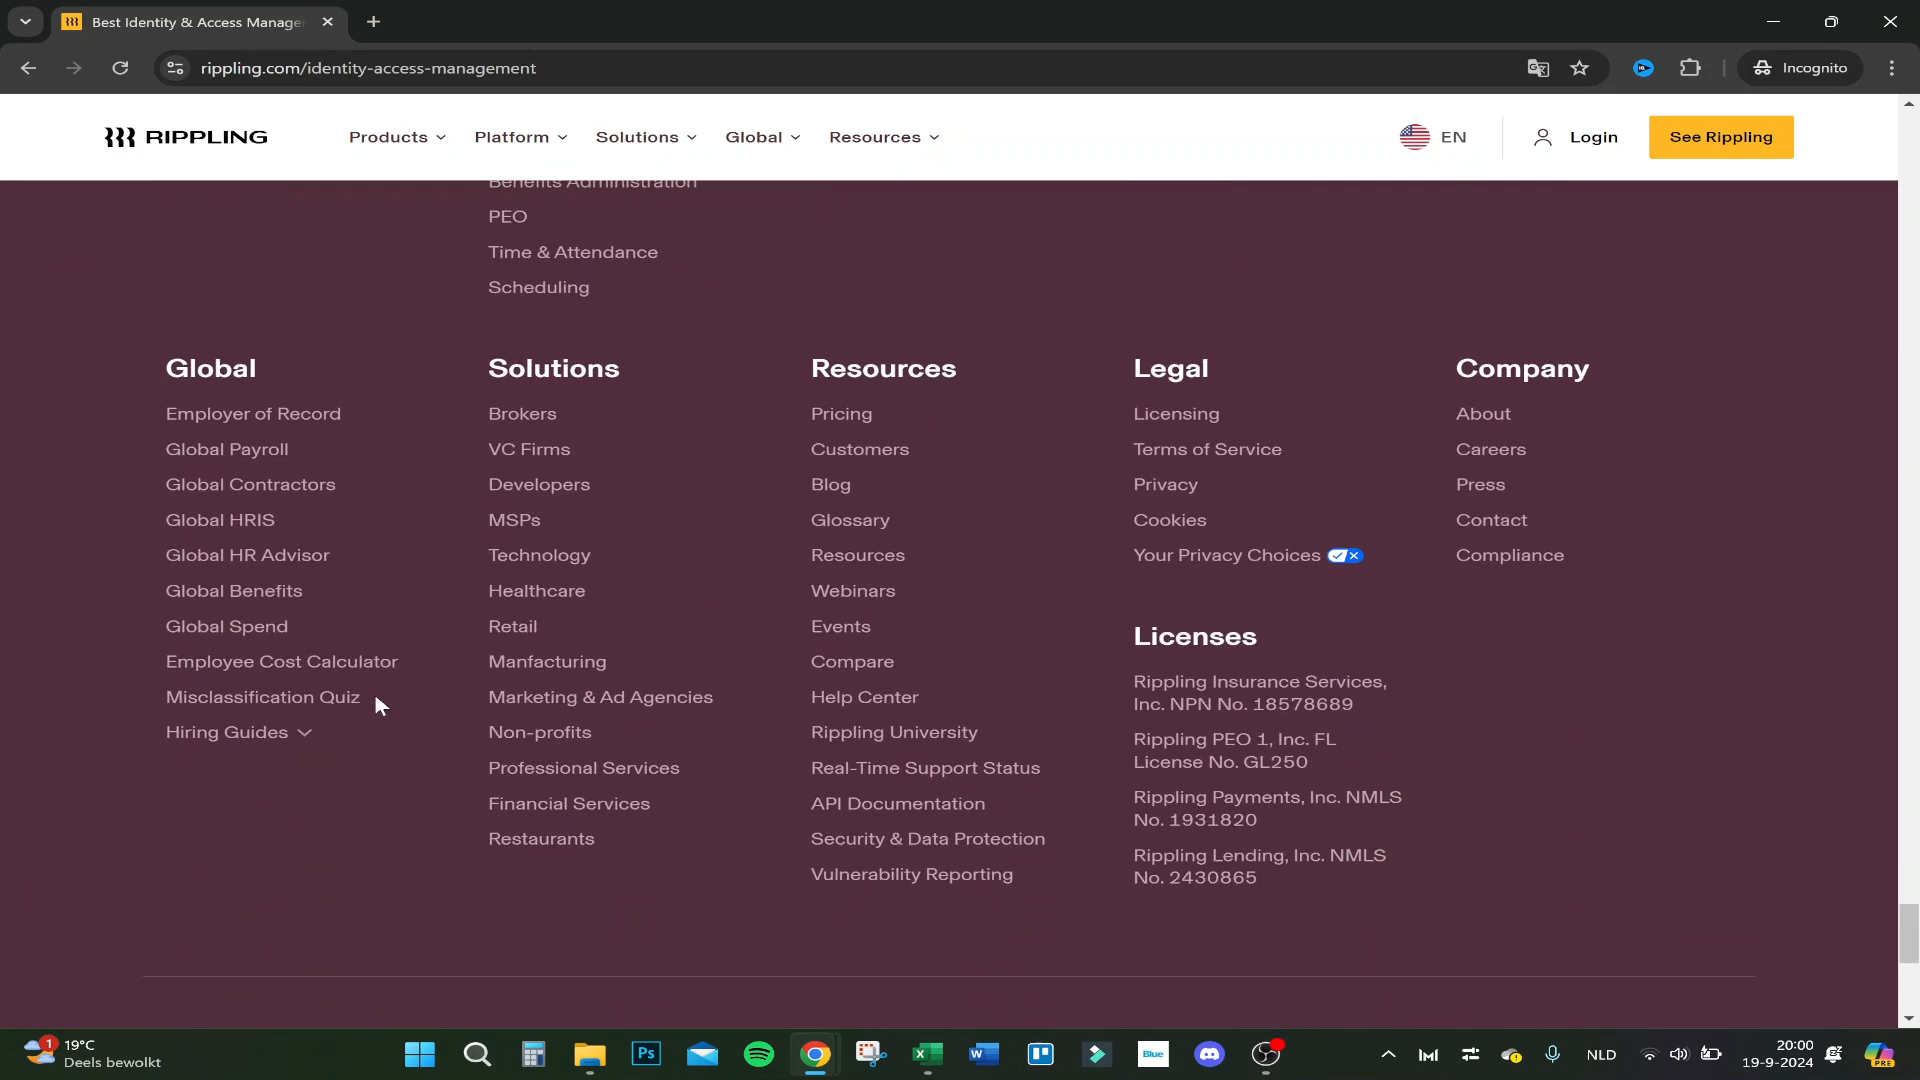 Best Identity & Access Manage
rippling.com/identity-access-management
Incognito
RIPPLING
Products
Platform
Solutions
Global
Resources
EN
Login
See Rippling
Benefits Administration
PEO
Time & Attendance
Scheduling
Global
Employer of Record
Global Payroll
Global Contractors
Global HRIS
Global HR Advisor
Global Benefits
Global Spend
Employee Cost Calculator
Misclassification Quiz
Hiring Guides
Solutions
Brokers
VC Firms
Developers
MSPs
Technology
Healthcare
Retail
Manfacturing
Marketing & Ad Agencies
Non-profits
Professional Services
Financial Services
Restaurants
Resources
Pricing
Customers
Blog
Glossary
Resources
Webinars
Events
Compare
Help Center
Rippling University
Real-Time Support Status
API Documentation
Security & Data Protection
Vulnerability Reporting
Legal
Licensing
Terms of Service
Privacy
Cookies
Your Privacy Choices
Licenses
Rippling Insurance Services,
Inc. NPN No. 18578689
Rippling PEO 1, Inc. FL
License No. GL250
Rippling Payments, Inc. NMLS
No. 1931820
Rippling Lending, Inc. NMLS
No. 2430865
Company
About
Careers
Press
Contact
Compliance
1
19°C
Deels bewolkt
Ps
Blue
NLD
20:00
19-9-2024
PRE